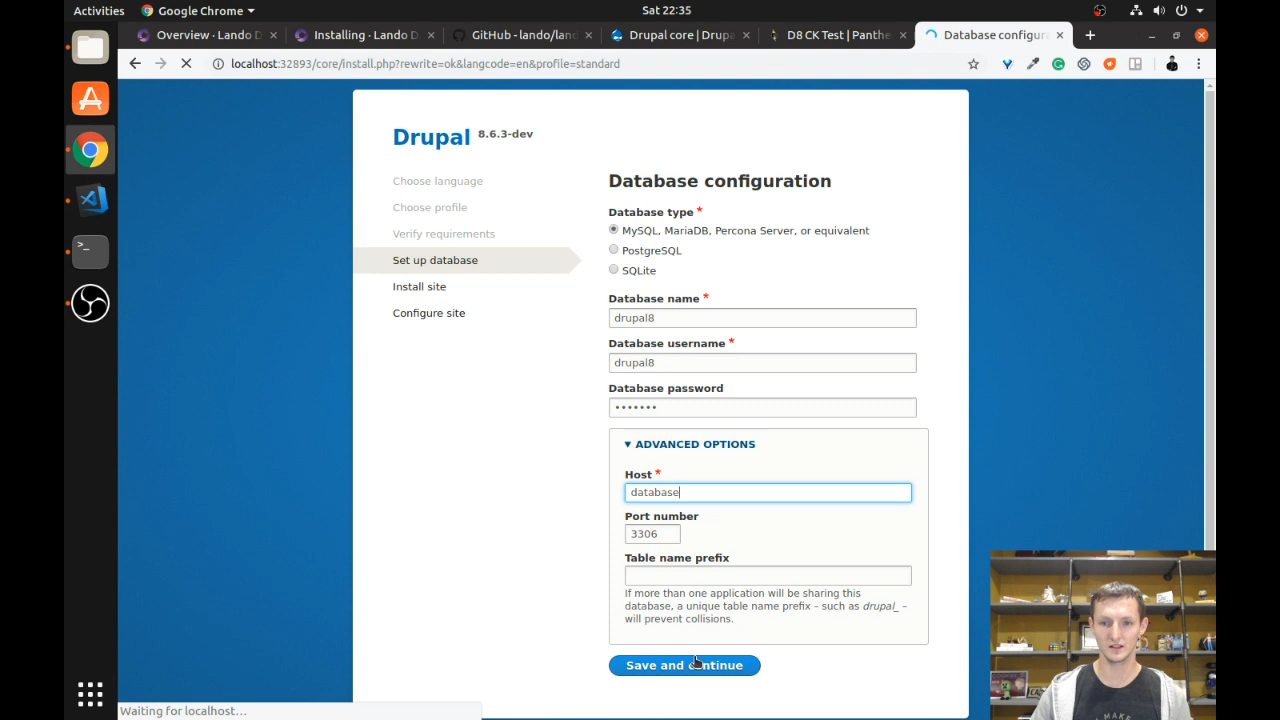 Activities
Google Chrome
Sat 22:35
Overview · Lando D
Installing · Lando D
GitHub - lando/lan
Drupal core | Drupa
D8 CK Test | Panthe
Database configura
localhost:32893/core/install.php?rewrite=ok&langcode=en&profile=standard
Drupal 8.6.3-dev
Choose language
Choose profile
Verify requirements
Set up database
Install site
Configure site
Database configuration
Database type *
MySQL, MariaDB, Percona Server, or equivalent
PostgreSQL
SQLite
Database name *
drupal8
Database username *
drupal8
Database password
•••••••
▼ ADVANCED OPTIONS
Host *
database
Port number
3306
Table name prefix
If more than one application will be sharing this
database, a unique table name prefix – such as drupal_ –
will prevent collisions.
Save and continue
Waiting for localhost...